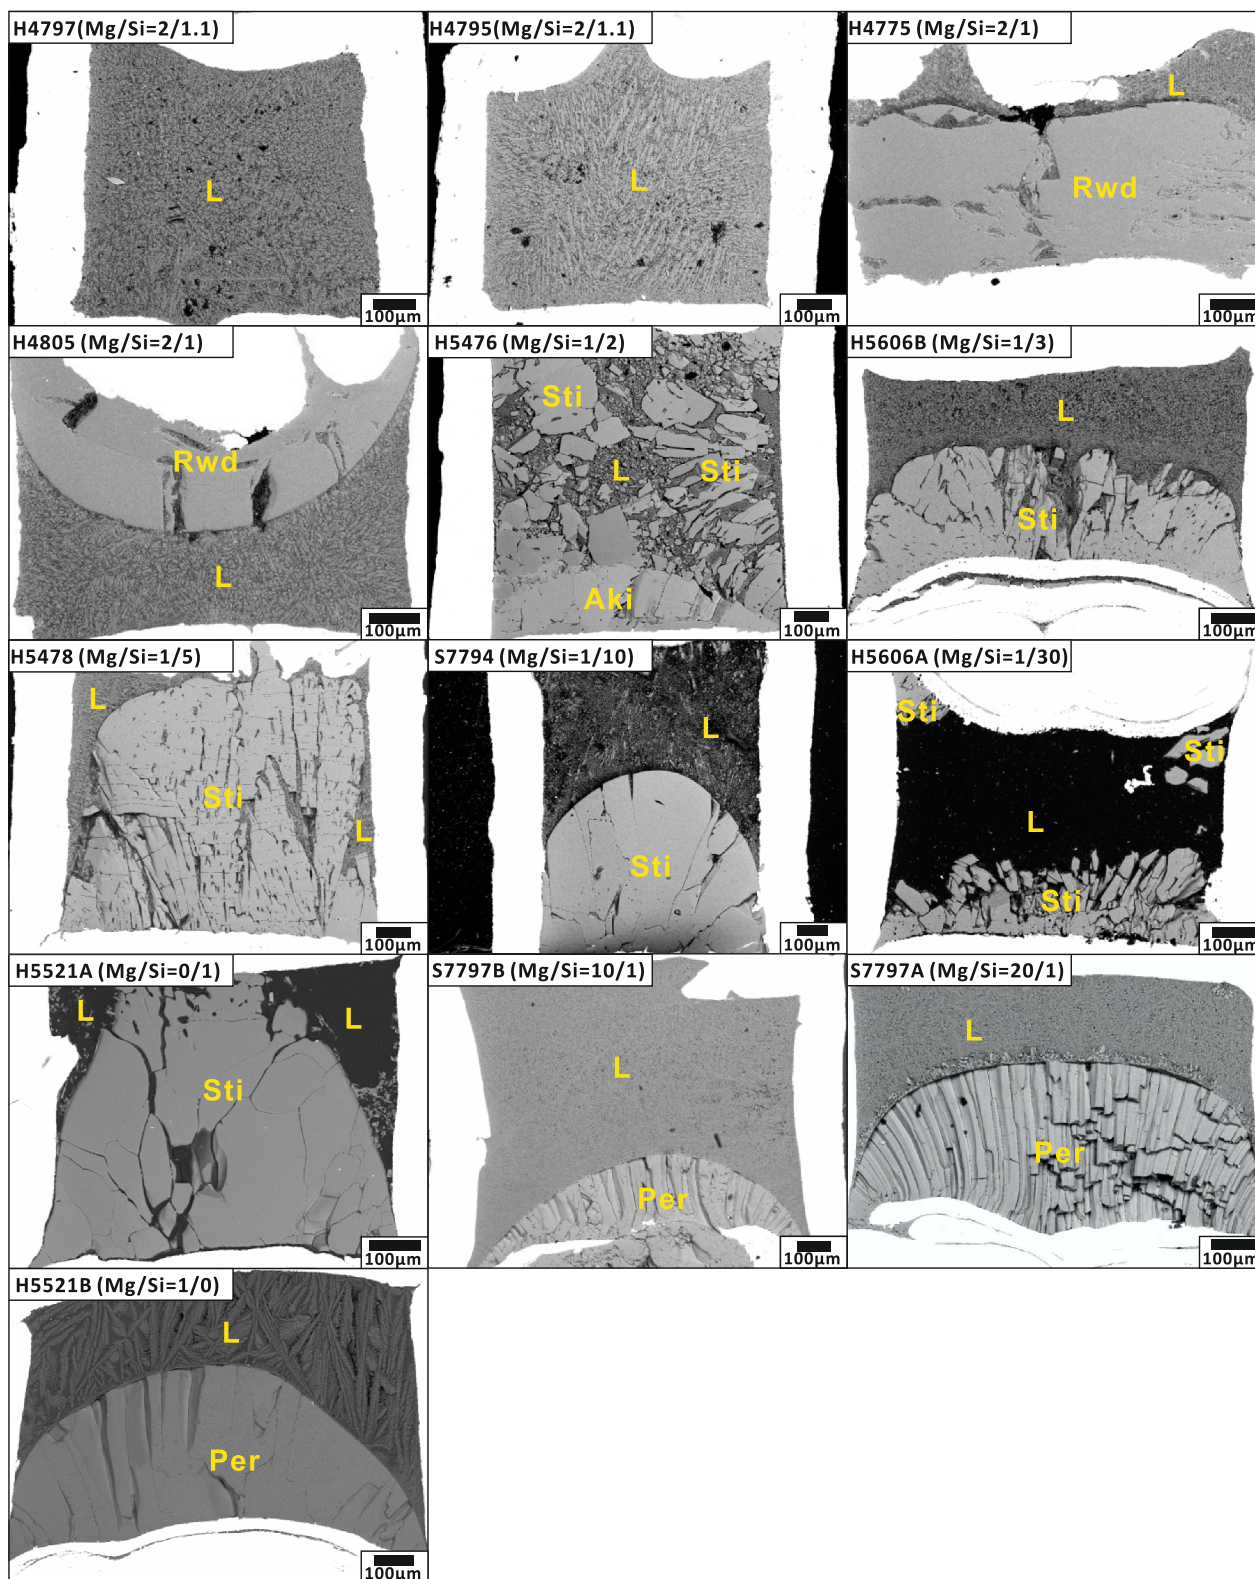 H4797(Mg/Si=2/1.1)
L
100μm
H4795(Mg/Si=2/1.1)
L
100μm
H4775(Mg/Si=2/1)
L
Rwd
100μm
H4805 (Mg/Si=2/1)
Rwd
L
100μm
H5476 (Mg/Si=1/2)
Sti
L
Sti
Aki
100μm
H5606B (Mg/Si=1/3)
L
Sti
100μm
H5478 (Mg/Si=1/5)
L
Sti
L
100μm
S7794 (Mg/Si=1/10)
L
Sti
100μm
H5606A (Mg/Si=1/30)
Sti
Sti
L
Sti
100μm
H5521A (Mg/Si=0/1)
L
L
Sti
100μm
S7797B (Mg/Si=10/1)
L
Per
100μm
S7797A (Mg/Si=20/1)
L
Per
100μm
H5521B (Mg/Si=1/0)
L
Per
100μm